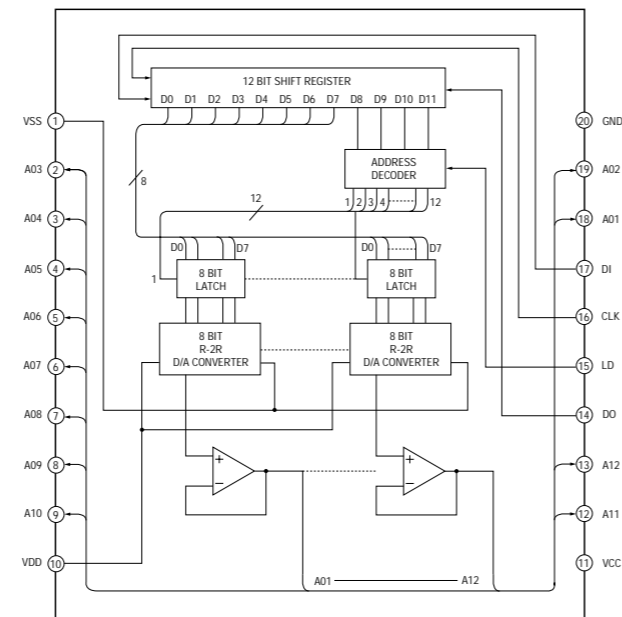 12 BIT SHIFT REGISTER
D0 D1 D2 D3 D4 D5 D6 D7 D8 D9 D10 D11
VSS 1
20 GND
A03 2
ADDRESS
DECODER
19 A02
8
12
1 2 3 4 12
A04 3
18 A01
D0 D7
D0 D7
A05 4
1
8 BIT
LATCH
8 BIT
LATCH
17 DI
A06 5
16 CLK
8 BIT
R-2R
D/A CONVERTER
8 BIT
R-2R
D/A CONVERTER
A07 6
15 LD
A08 7
14 DO
A09 8
+
−
+
−
13 A12
A10 9
12 A11
VDD 10
11 VCC
A01 A12